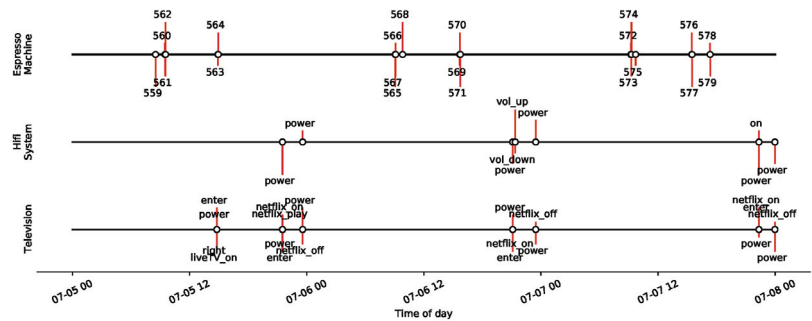 562
568
564
570
574
576
560
566
572
578
Espresso
Machine
561
563
567
569
575
559
565
571
573
577
579
vol_up
power
power
on
Hifi
System
vol_down
power
power
power
power
enter
power
netflix_on
power
netflix_play
power
netflix_off
netflix_on
enter
netflix_off
Television
right
liveTV_on
power
enter
netflix_off
netflix_on
enter
power
power
power
07-05 00
07-05 12
07-06 00
07-06 12
07-07 00
07-07 12
07-08 00
Time of day